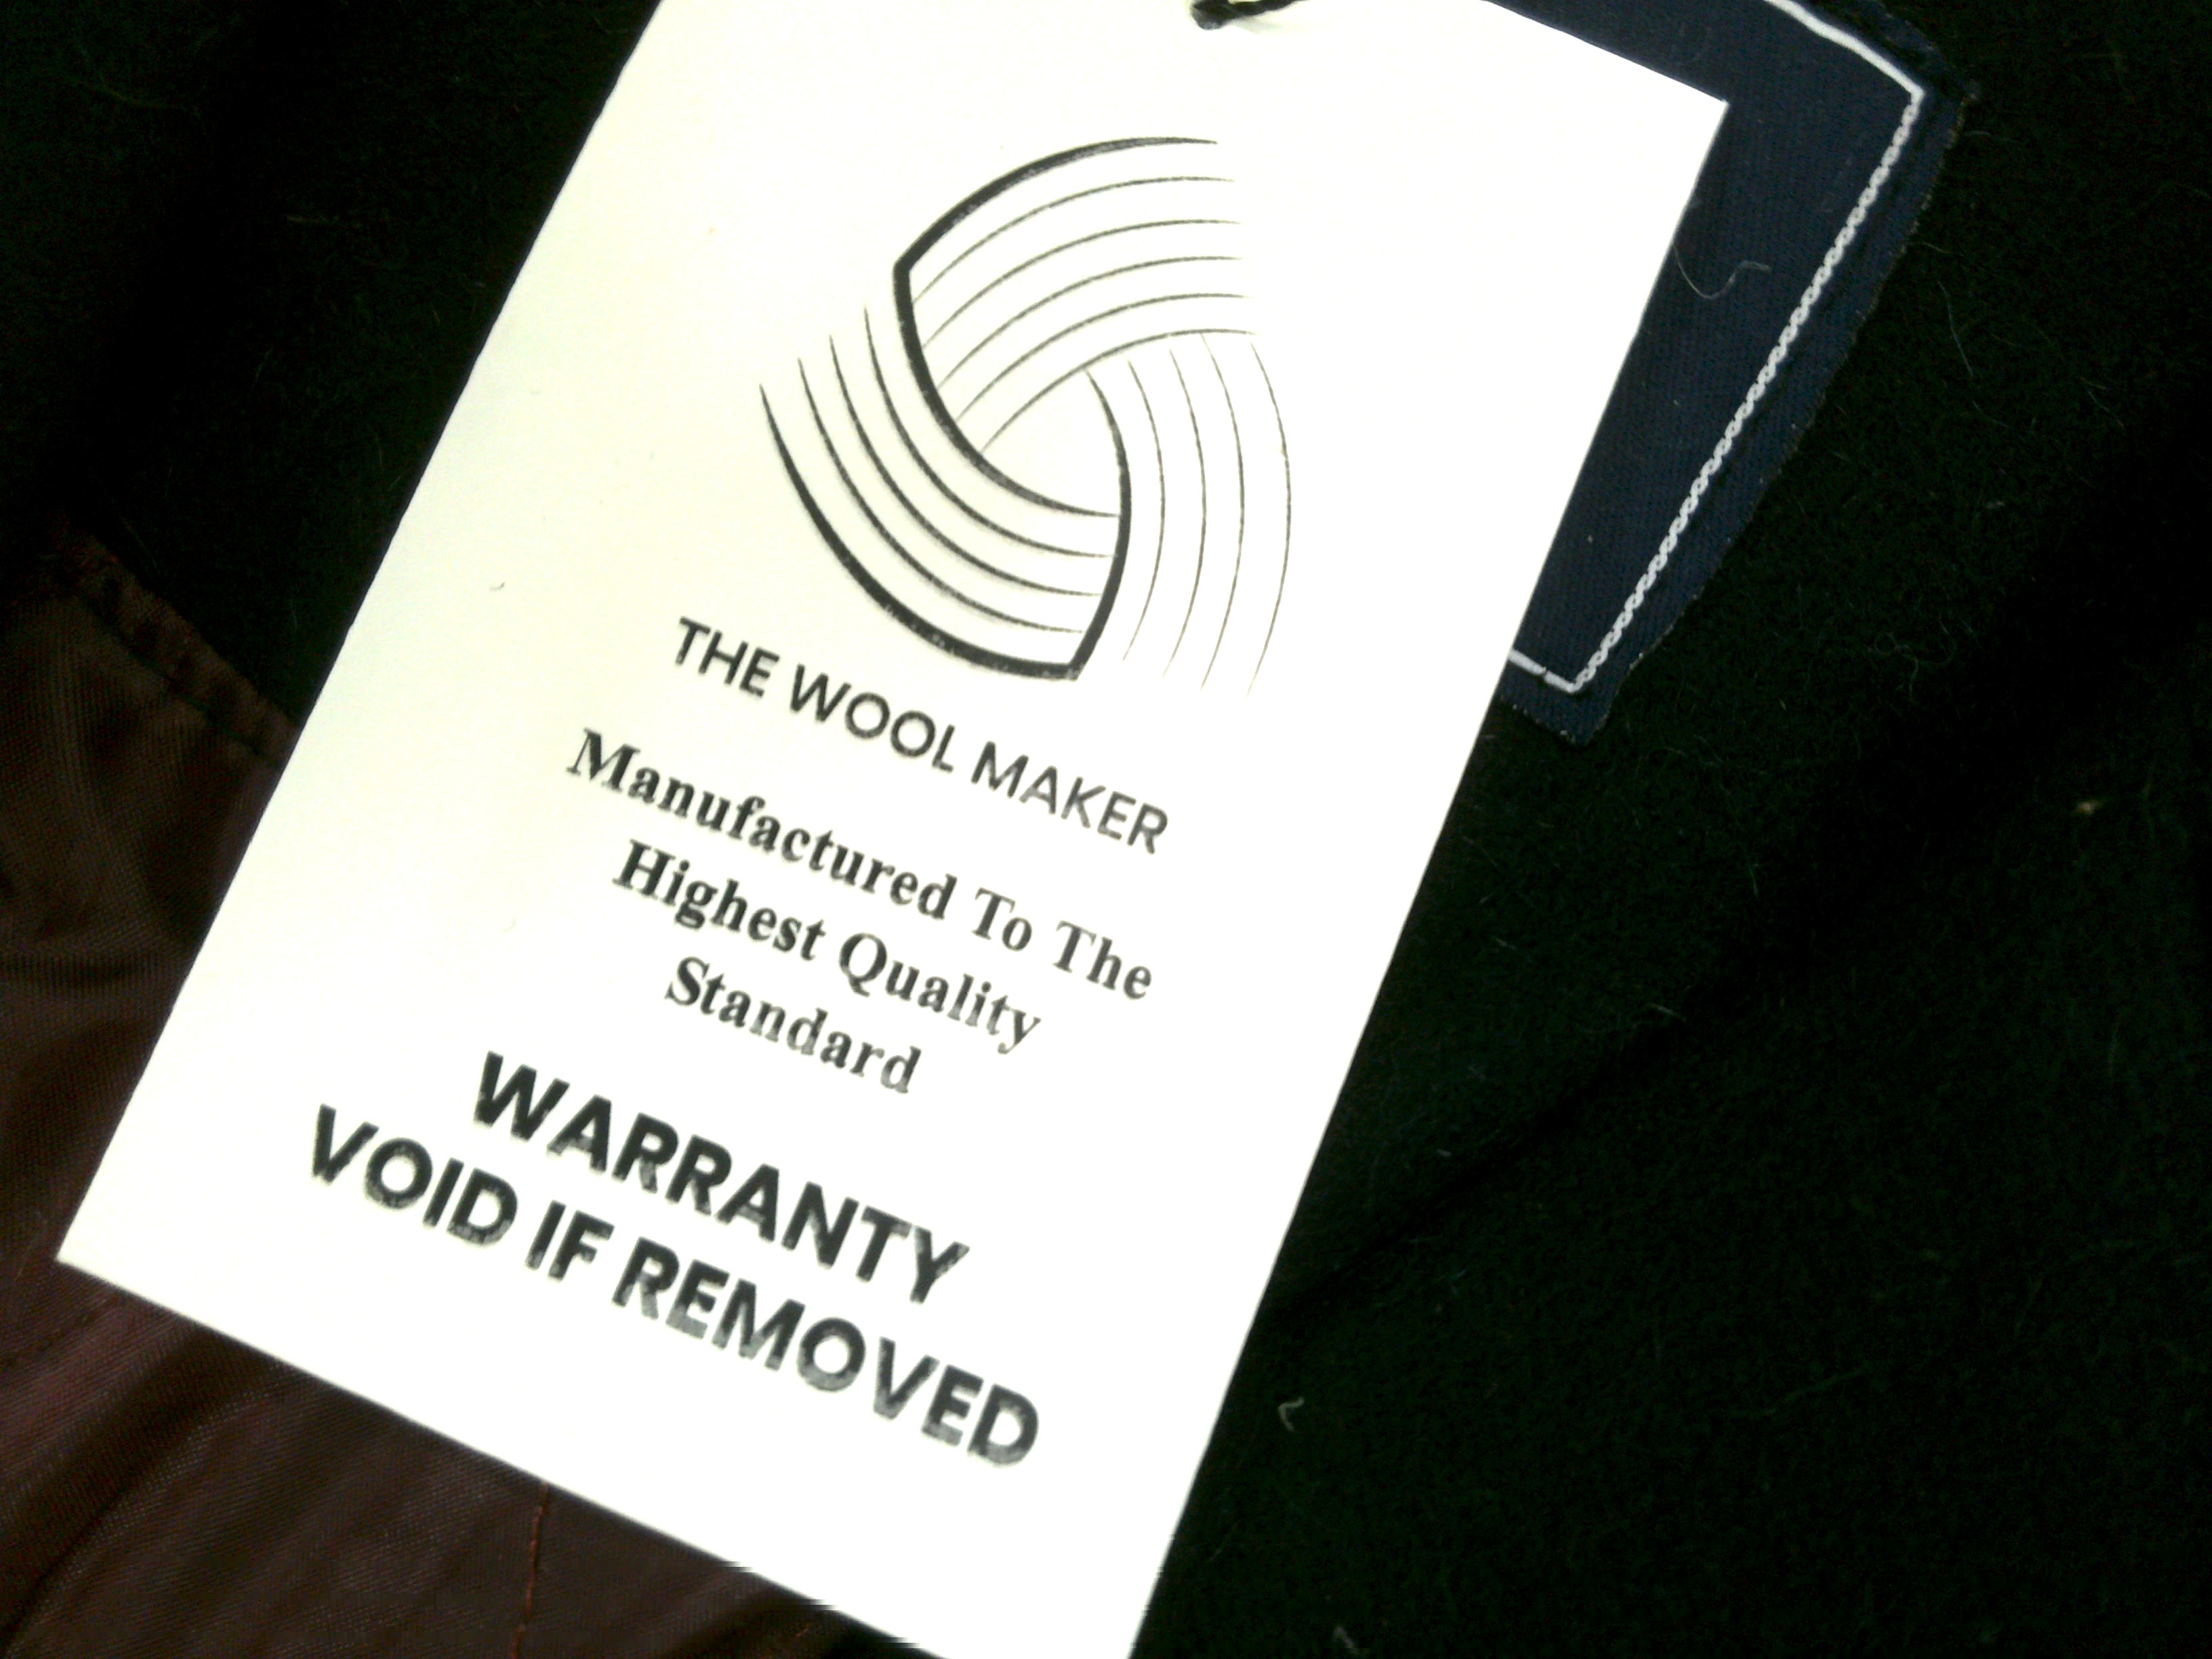 THE WOOL MAKER
Manufactured To The
Highest Quality
Standard
WARRANTY
VOID IF REMOVED